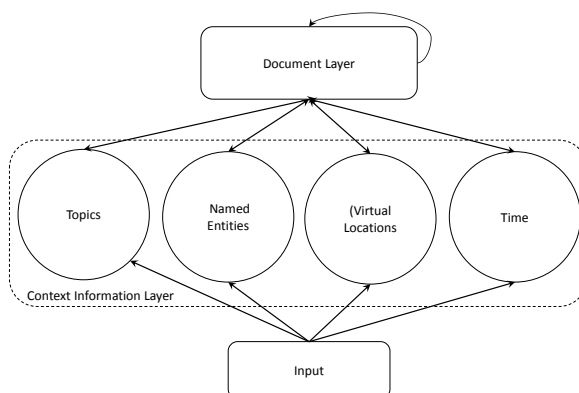 Document Layer
Topics
Named
Entities
(Virtual
Locations
Time
Context Information Layer
Input